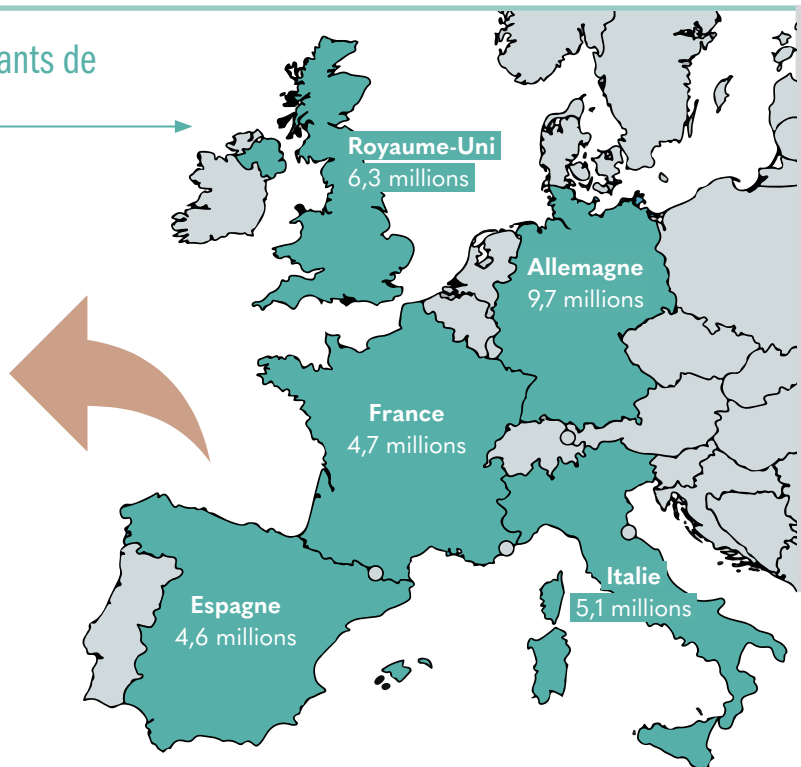 ants de
Royaume-Uni
6,3 millions
Allemagne
9,7 millions
France
4,7 millions
Italie
5,1 millions
Espagne
4,6 millions